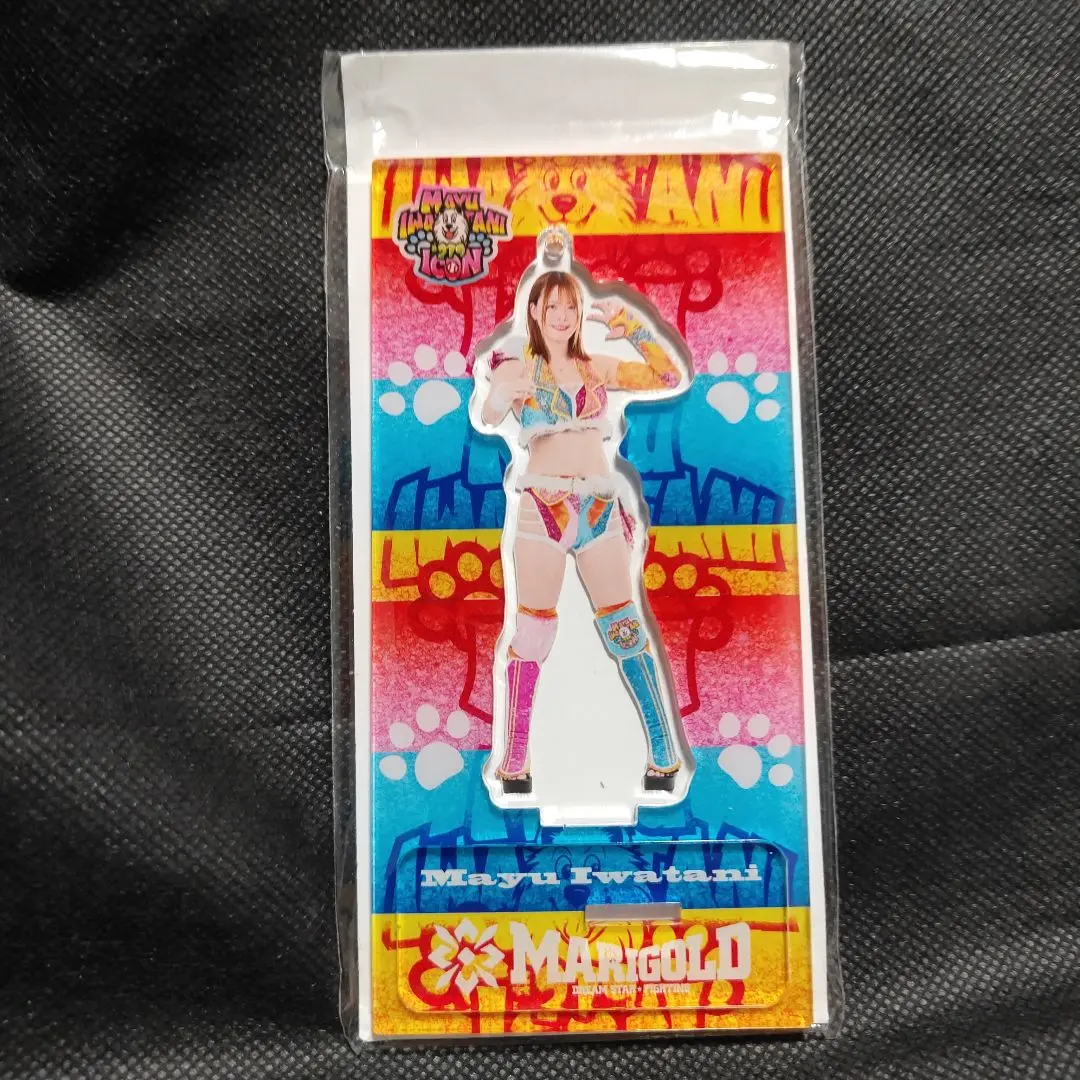 MAYU
IWATANI
ICON
Mayu Iwatani
MARIGOLD
DREAM STAR★FIGHTING